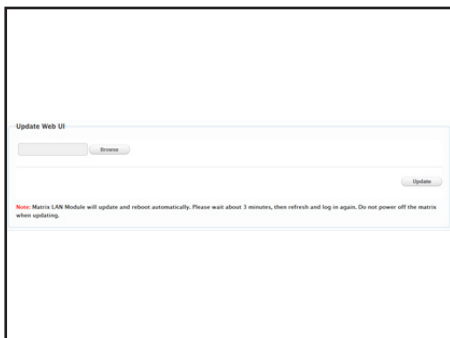 Update Web UI
Browse
Update
Note: Matrix LAN Module will update and reboot automatically. Please wait about 3 minutes, then refresh and log in again. Do not power off the matrix
when updating.